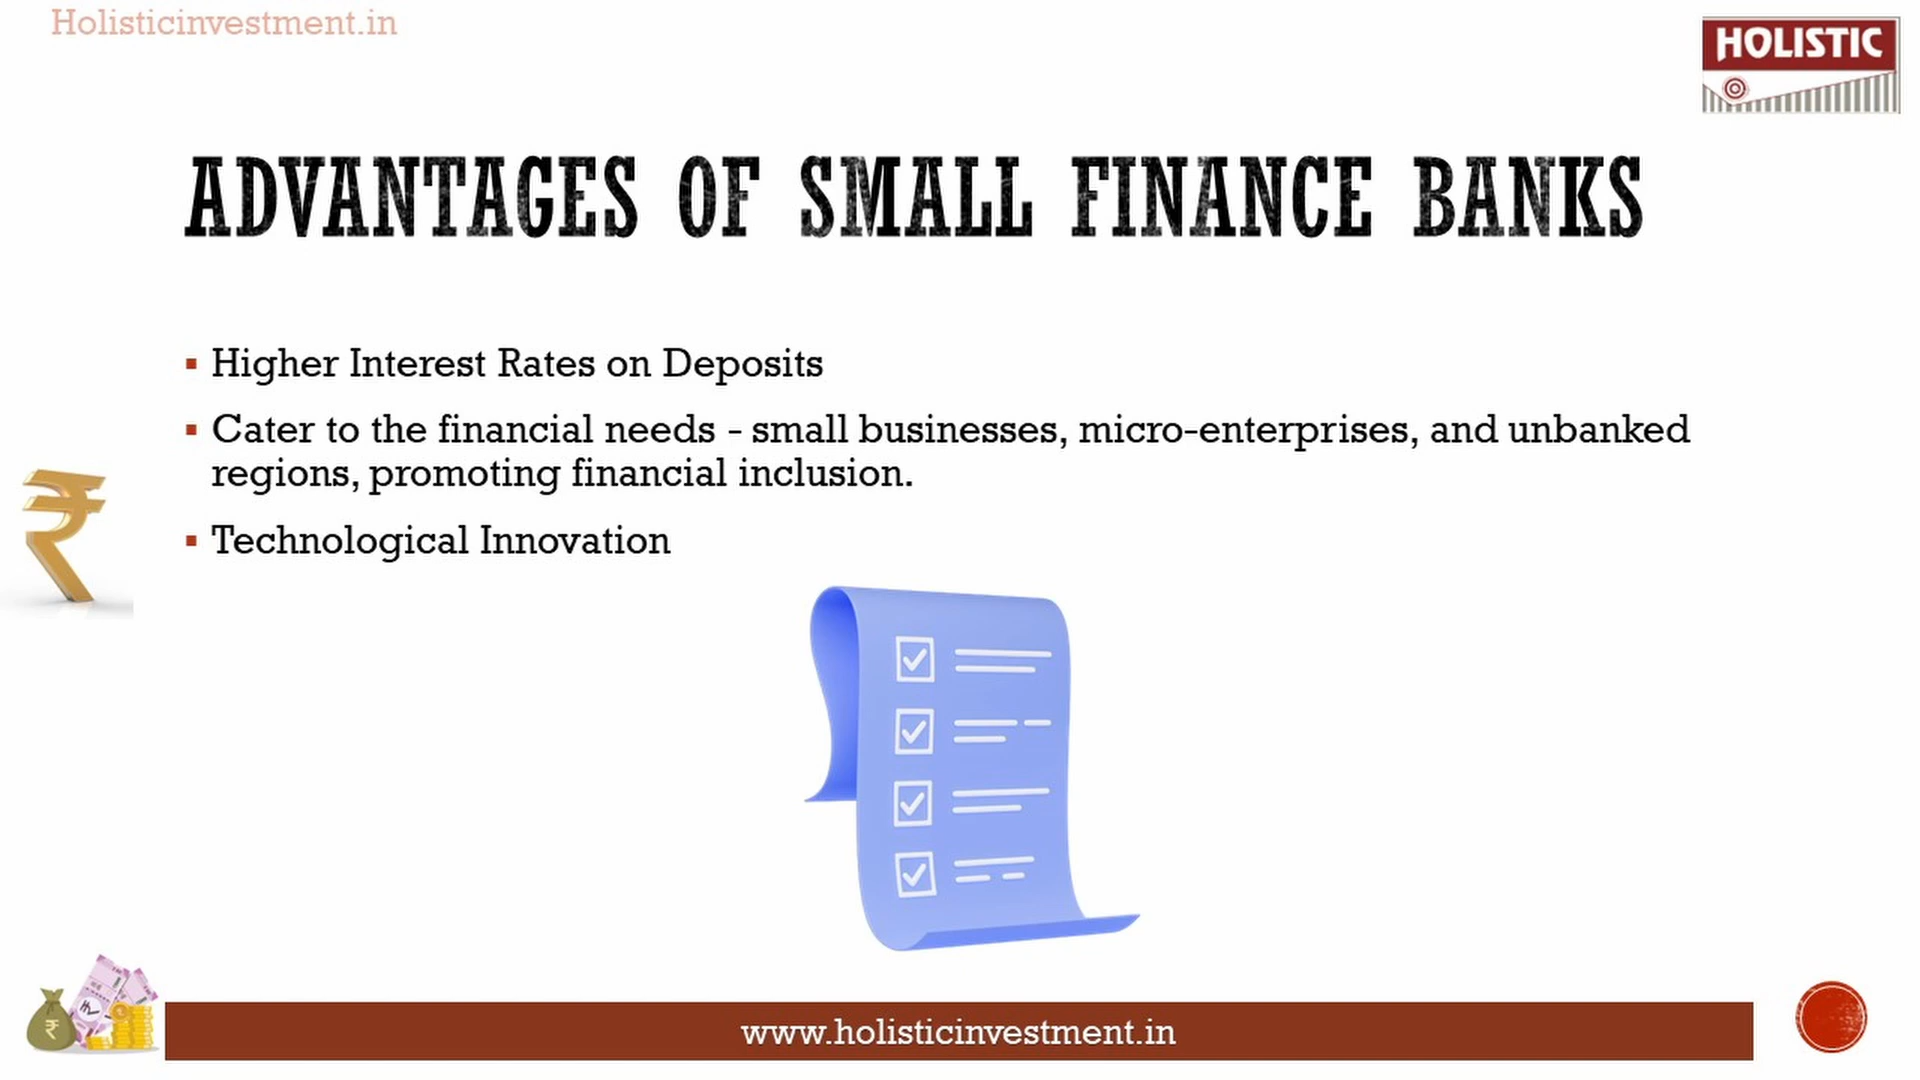 Holisticinvestment.in
HOLISTIC
ADVANTAGES OF SMALL FINANCE BANKS
▪ Higher Interest Rates on Deposits
▪ Cater to the financial needs - small businesses, micro-enterprises, and unbanked
regions, promoting financial inclusion.
▪ Technological Innovation
www.holisticinvestment.in